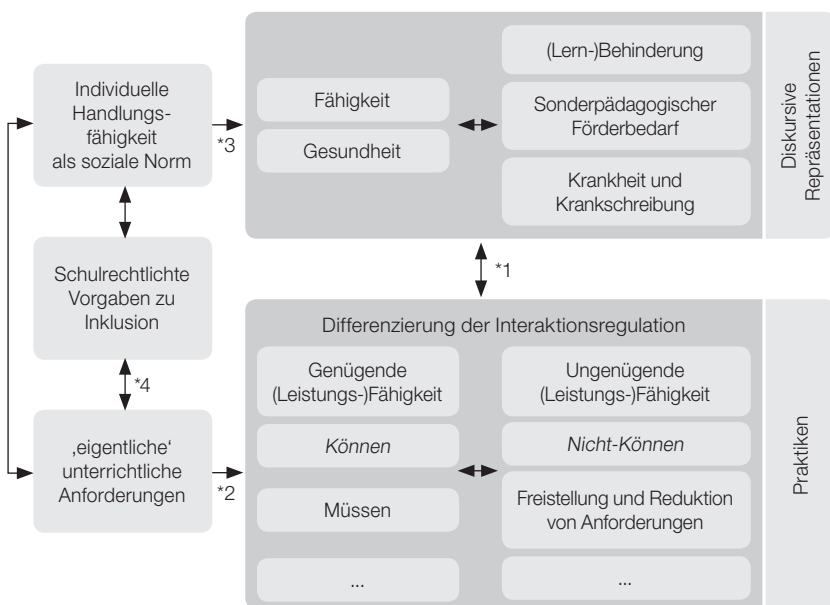 Individuelle
Handlungs-
fähigkeit
als soziale Norm
*3
Fähigkeit
Gesundheit
(Lern-)Behinderung
Sonderpädagogischer
Förderbedarf
Krankheit und
Krankschreibung
Diskursive
Repräsentationen
Schulrechtlichte
Vorgaben zu
Inklusion
*1
*4
‚eigentliche‘
unterrichtliche
Anforderungen
*2
Differenzierung der Interaktionsregulation
Genügende
(Leistungs-)Fähigkeit
Können
Müssen
...
Ungenügende
(Leistungs-)Fähigkeit
Nicht-Können
Freistellung und Reduktion
von Anforderungen
...
Praktiken